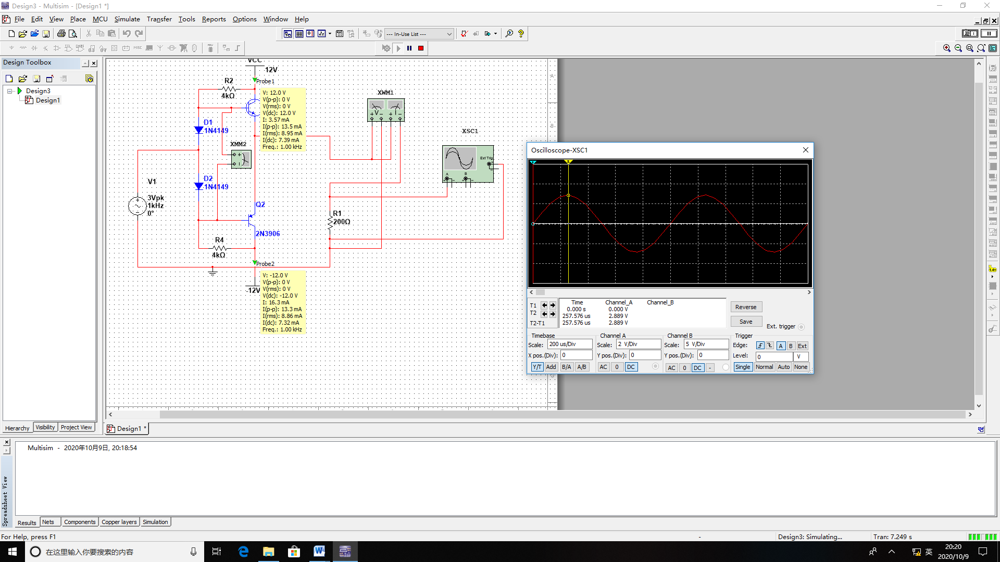 Design3 - Multisim - [Design1 *]
File Edit View Place MCU Simulate Transfer Tools Reports Options Window Help
--- In-Use List ---
MISC
Design Toolbox
Design3
Design1
VCC
12V
Probe1
R2
4kΩ
V: 12.0 V
V(p-p): 0 V
V(rms): 0 V
V(dc): 12.0 V
I: 3.57 mA
I(p-p): 13.5 mA
I(rms): 8.95 mA
I(dc): 7.39 mA
Freq.: 1.00 kHz
D1
1N4149
XMM2
XWM1
XSC1
Ext Trig
A B
V1
3Vpk
1kHz
0°
D2
1N4149
Q2
2N3906
R1
200Ω
R4
4kΩ
Probe2
-12V
V: -12.0 V
V(p-p): 0 V
V(rms): 0 V
V(dc): -12.0 V
I: 16.3 mA
I(p-p): 13.3 mA
I(rms): 8.86 mA
I(dc): 7.32 mA
Freq.: 1.00 kHz
A
B
G
Oscilloscope-XSC1
Time Channel_A Channel_B
T1 0.000 s 0.000 V
T2 257.576 us 2.889 V
T2-T1 257.576 us 2.889 V
Reverse
Save
Ext. trigger
Timebase
Scale: 200 us/Div
X pos.(Div): 0
Y/T Add B/A A/B
Channel A
Scale: 2 V/Div
Y pos.(Div): 0
AC 0 DC
Channel B
Scale: 5 V/Div
Y pos.(Div): 0
AC 0 DC -
Trigger
Edge: A B Ext
Level: 0 V
Single Normal Auto None
Hierarchy Visibility Project View
Design1 *
Multisim - 2020年10月9日, 20:18:54
Spreadsheet View
Results Nets Components Copper layers Simulation
For Help, press F1
-
Design3: Simulating...
Tran: 7.249 s
在这里输入你要搜索的内容
英
20:20
2020/10/9